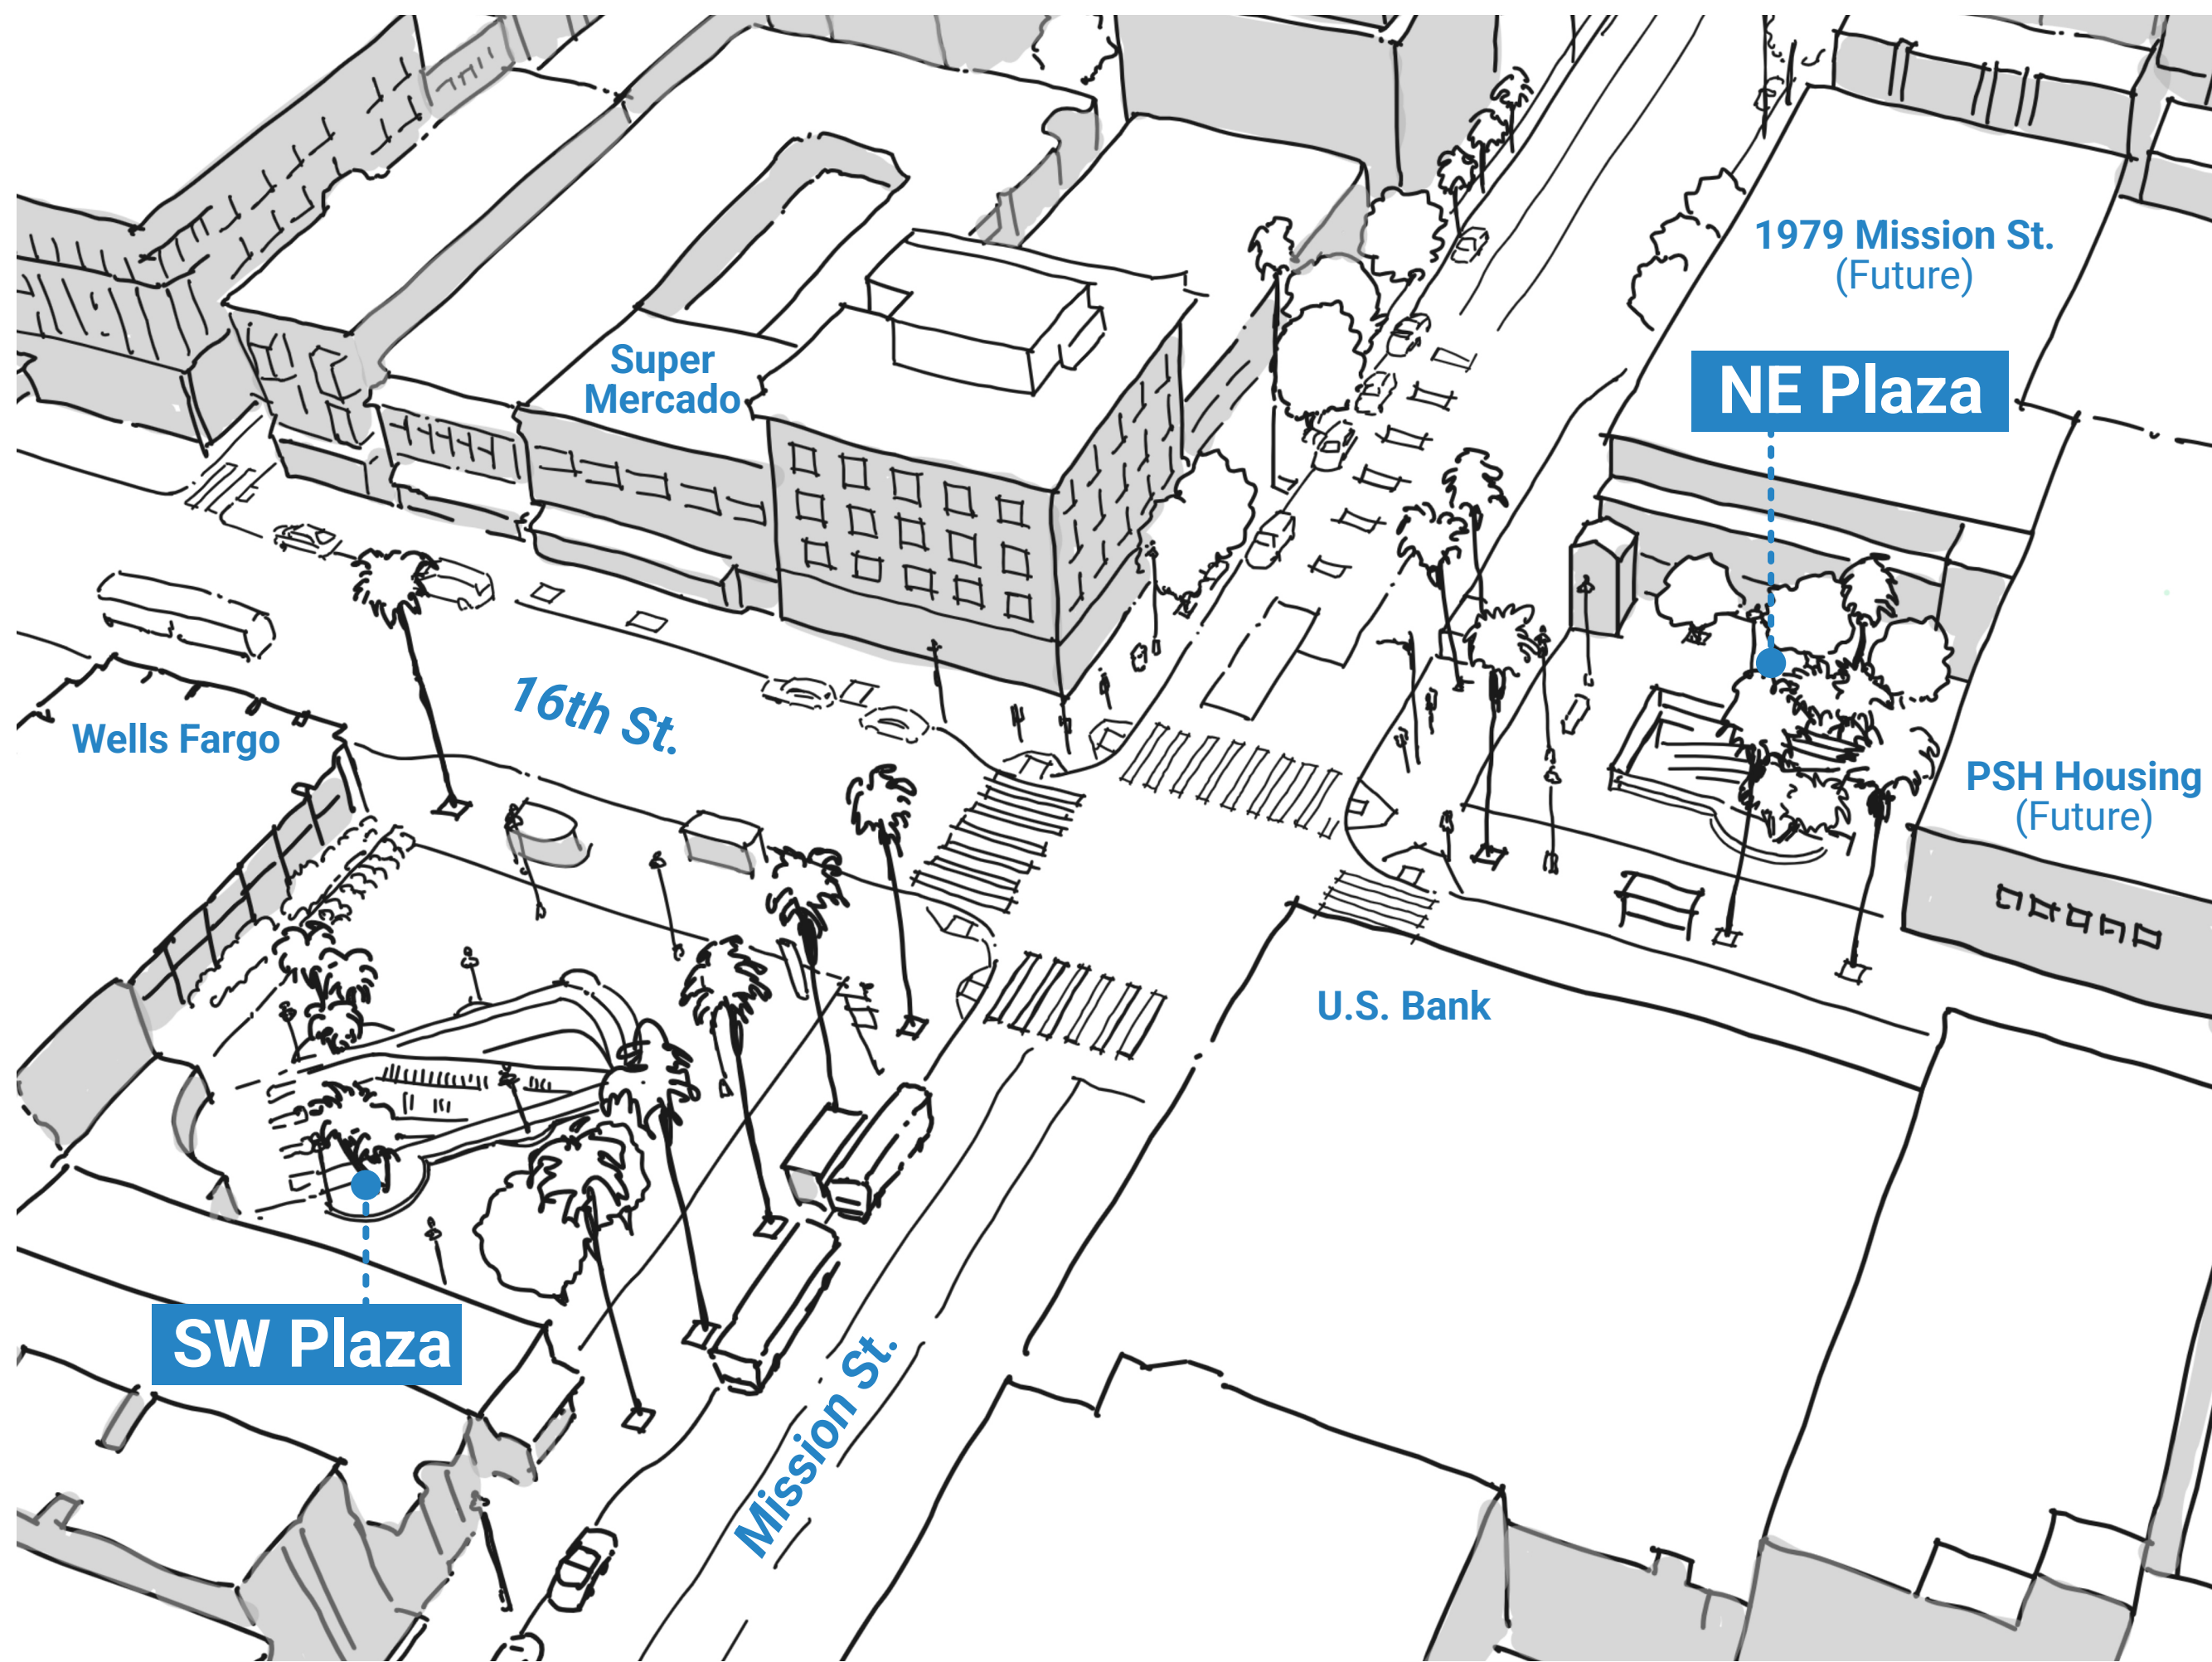 1979 Mission St.
(Future)
NE Plaza
Super
Mercado
16th St.
Wells Fargo
PSH Housing
(Future)
U.S. Bank
SW Plaza
Mission St.